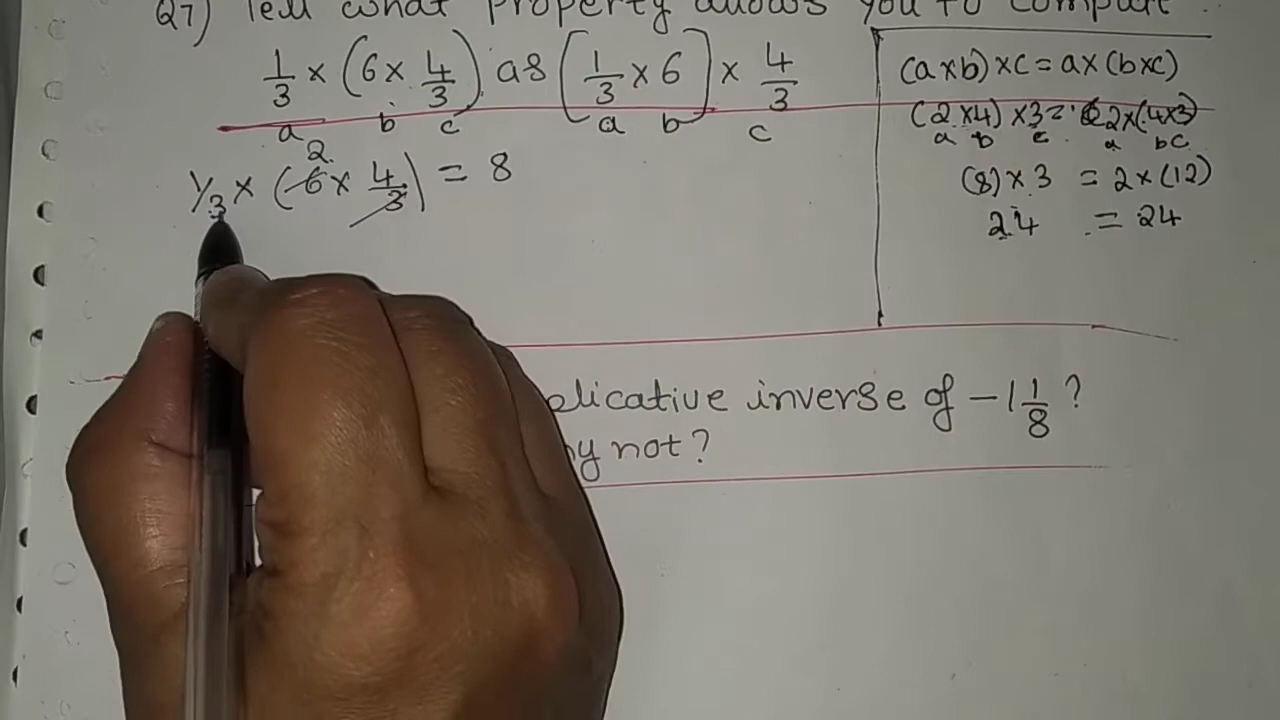 Q7) Tell what property allows you to compute
1/3 × (6 × 4/3) as (1/3 × 6) × 4/3
a b c a b c
2
1/3 × (6 × 4/3) = 8
(a×b)×c = a×(b×c)
(2×4)×3 = 2×(4×3)
a b c a b c
(8)×3 = 2×(12)
24 = 24
inverse of -1 1/8 ?
not?